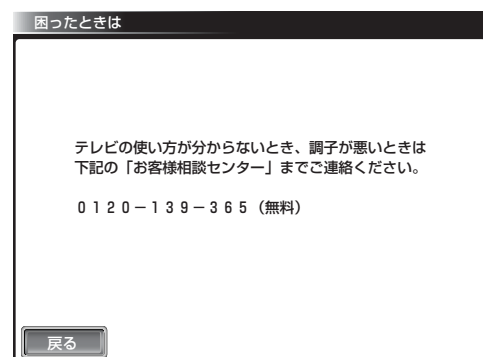 困ったときは
テレビの使い方が分からないとき、調子が悪いときは
下記の「お客様相談センター」までご連絡ください。
０１２０－１３９－３６５（無料）
戻る